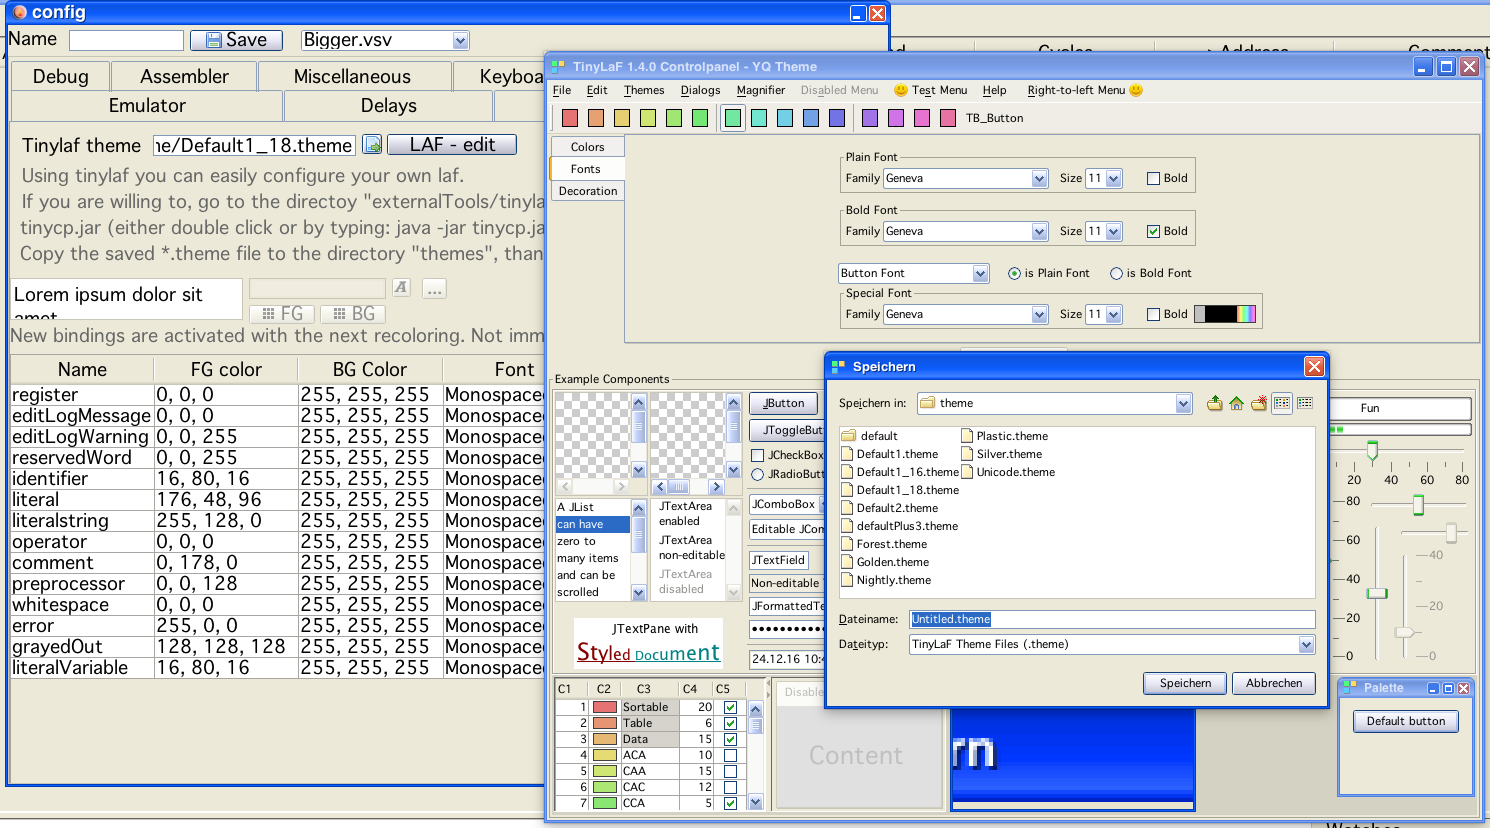 config
Name Save Bigger.vsv
Debug Assembler Miscellaneous
Emulator Delays
Tinylaf theme ne/Default1_18.theme LAF - edit
Using tinylaf you can easily configure your own laf.
If you are willing to, go to the directoy "externalTools/tinyla
tinycp.jar (either double click or by typing: java -jar tinycp.ja
Copy the saved *.theme file to the directory "themes", than
Lorem ipsum dolor sit
amet
A ...
FG BG
New bindings are activated with the next recoloring. Not imm
Name FG color BG Color Font
register 0, 0, 0 255, 255, 255 Monospaced
editLogMessage 0, 0, 0 255, 255, 255 Monospaced
editLogWarning 0, 0, 255 255, 255, 255 Monospaced
reservedWord 0, 0, 255 255, 255, 255 Monospaced
identifier 16, 80, 16 255, 255, 255 Monospaced
literal 176, 48, 96 255, 255, 255 Monospaced
literalstring 255, 128, 0 255, 255, 255 Monospaced
operator 0, 0, 0 255, 255, 255 Monospaced
comment 0, 178, 0 255, 255, 255 Monospaced
preprocessor 0, 0, 128 255, 255, 255 Monospaced
whitespace 0, 0, 0 255, 255, 255 Monospaced
error 255, 0, 0 255, 255, 255 Monospaced
grayedOut 128, 128, 128 255, 255, 255 Monospaced
literalVariable 16, 80, 16 255, 255, 255 Monospaced
Cycles Address Comment
TinyLaF 1.4.0 Controlpanel - YQ Theme
File Edit Themes Dialogs Magnifier Disabled Menu Test Menu Help Right-to-left Menu
TB_Button
Colors
Fonts
Decoration
Plain Font
Family Geneva Size 11 Bold
Bold Font
Family Geneva Size 11 Bold
Button Font is Plain Font is Bold Font
Special Font
Family Geneva Size 11 Bold
Example Components
JButton
JToggleButt
JCheckBox
JRadioButt
JComboBox
Editable JCom
JTextField
Non-editable
JFormattedTe
24.12.16 10:4
A JList
can have
zero to
many items
and can be
scrolled
JTextArea
enabled
JTextArea
non-editable
JTextArea
disabled
JTextPane with
Styled Document
C1 C2 C3 C4 C5
1 Sortable 20
2 Table 6
3 Data 15
4 ACA 10
5 CAA 15
6 CAC 12
7 CCA 5
Disable
Content
rn
Speichern
Speichern in: theme
default
Default1.theme
Default1_16.theme
Default1_18.theme
Default2.theme
defaultPlus3.theme
Forest.theme
Golden.theme
Nightly.theme
Plastic.theme
Silver.theme
Unicode.theme
Dateiname: Untitled.theme
Dateityp: TinyLaF Theme Files (.theme)
Speichern Abbrechen
Fun
20 40 60 80
80
60
40
20
0
40
20
0
Palette
Default button
Watches